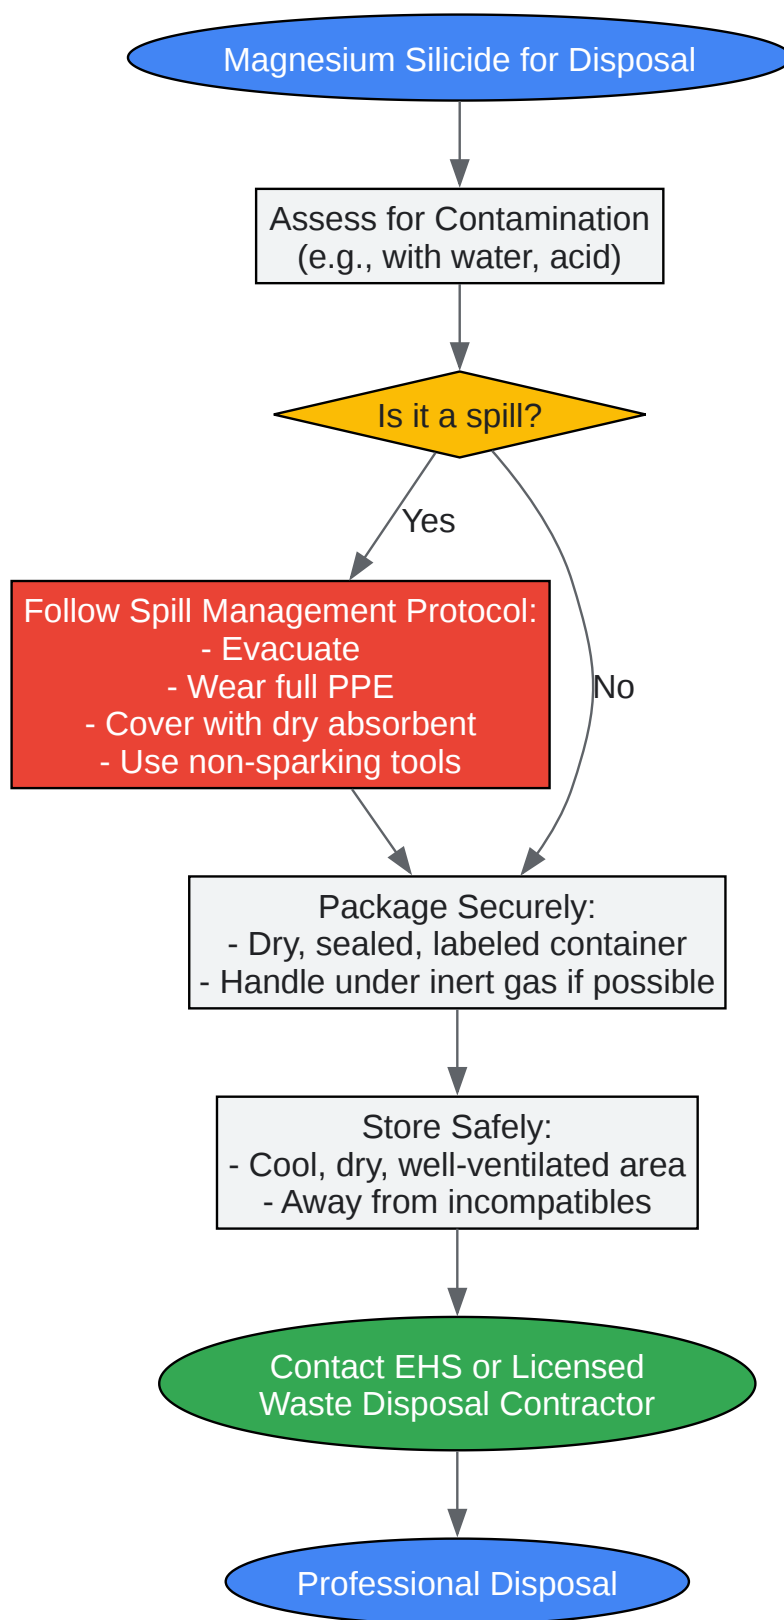 Magnesium Silicide for Disposal
Assess for Contamination
(e.g., with water, acid)
Is it a spill?
Yes
Follow Spill Management Protocol:
- Evacuate
- Wear full PPE
- Cover with dry absorbent
- Use non-sparking tools
No
Package Securely:
- Dry, sealed, labeled container
- Handle under inert gas if possible
Store Safely:
- Cool, dry, well-ventilated area
- Away from incompatibles
Contact EHS or Licensed
Waste Disposal Contractor
Professional Disposal